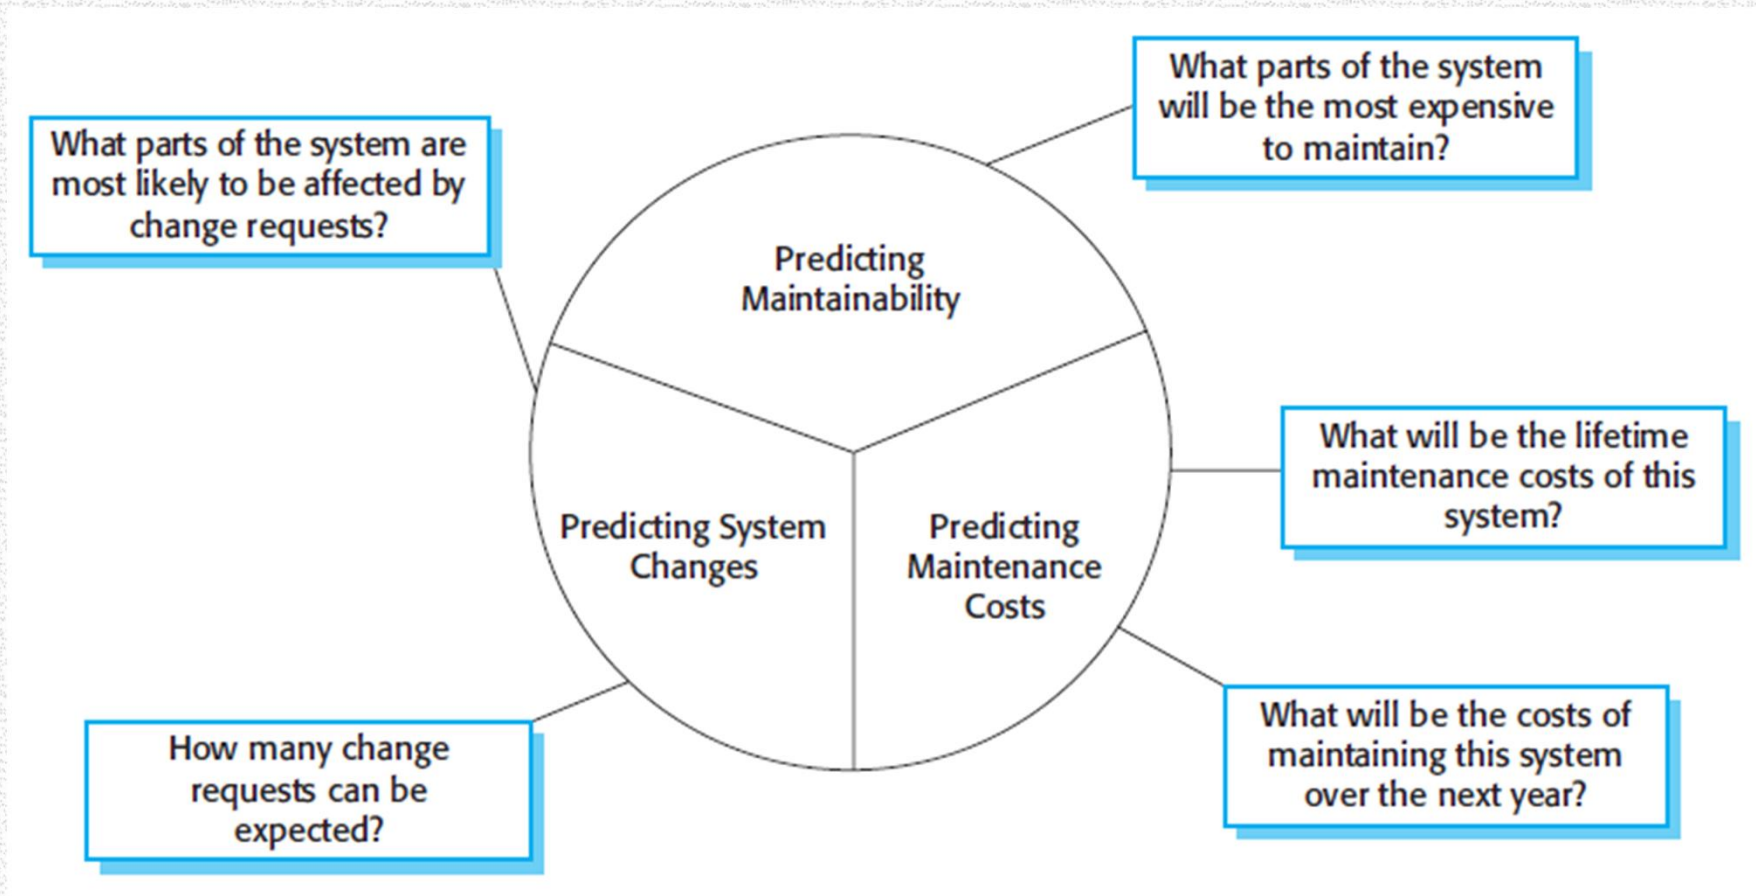 What parts of the system
will be the most expensive
to maintain?
What parts of the system are
most likely to be affected by
change requests?
Predicting
Maintainability
What will be the lifetime
maintenance costs of this
system?
Predicting System
Changes
Predicting
Maintenance
Costs
What will be the costs of
maintaining this system
over the next year?
How many change
requests can be
expected?